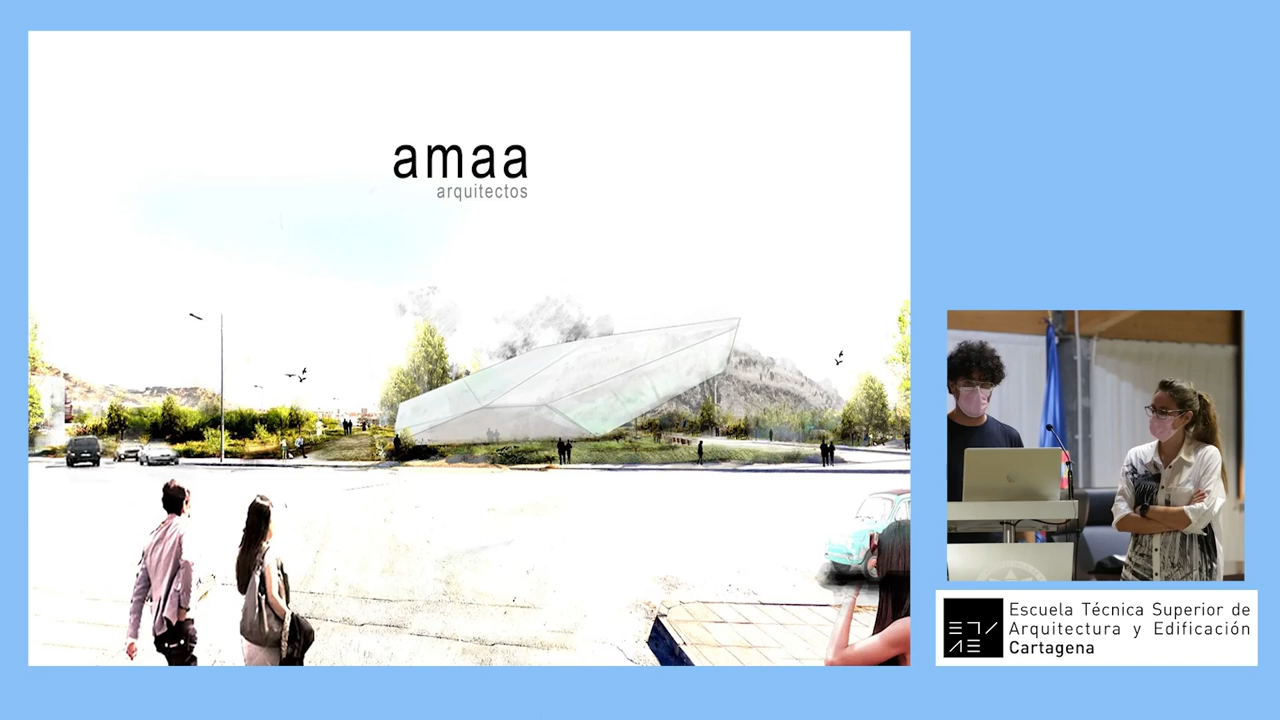 amaa
arquitectos
Escuela Técnica Superior de
Arquitectura y Edificación
Cartagena